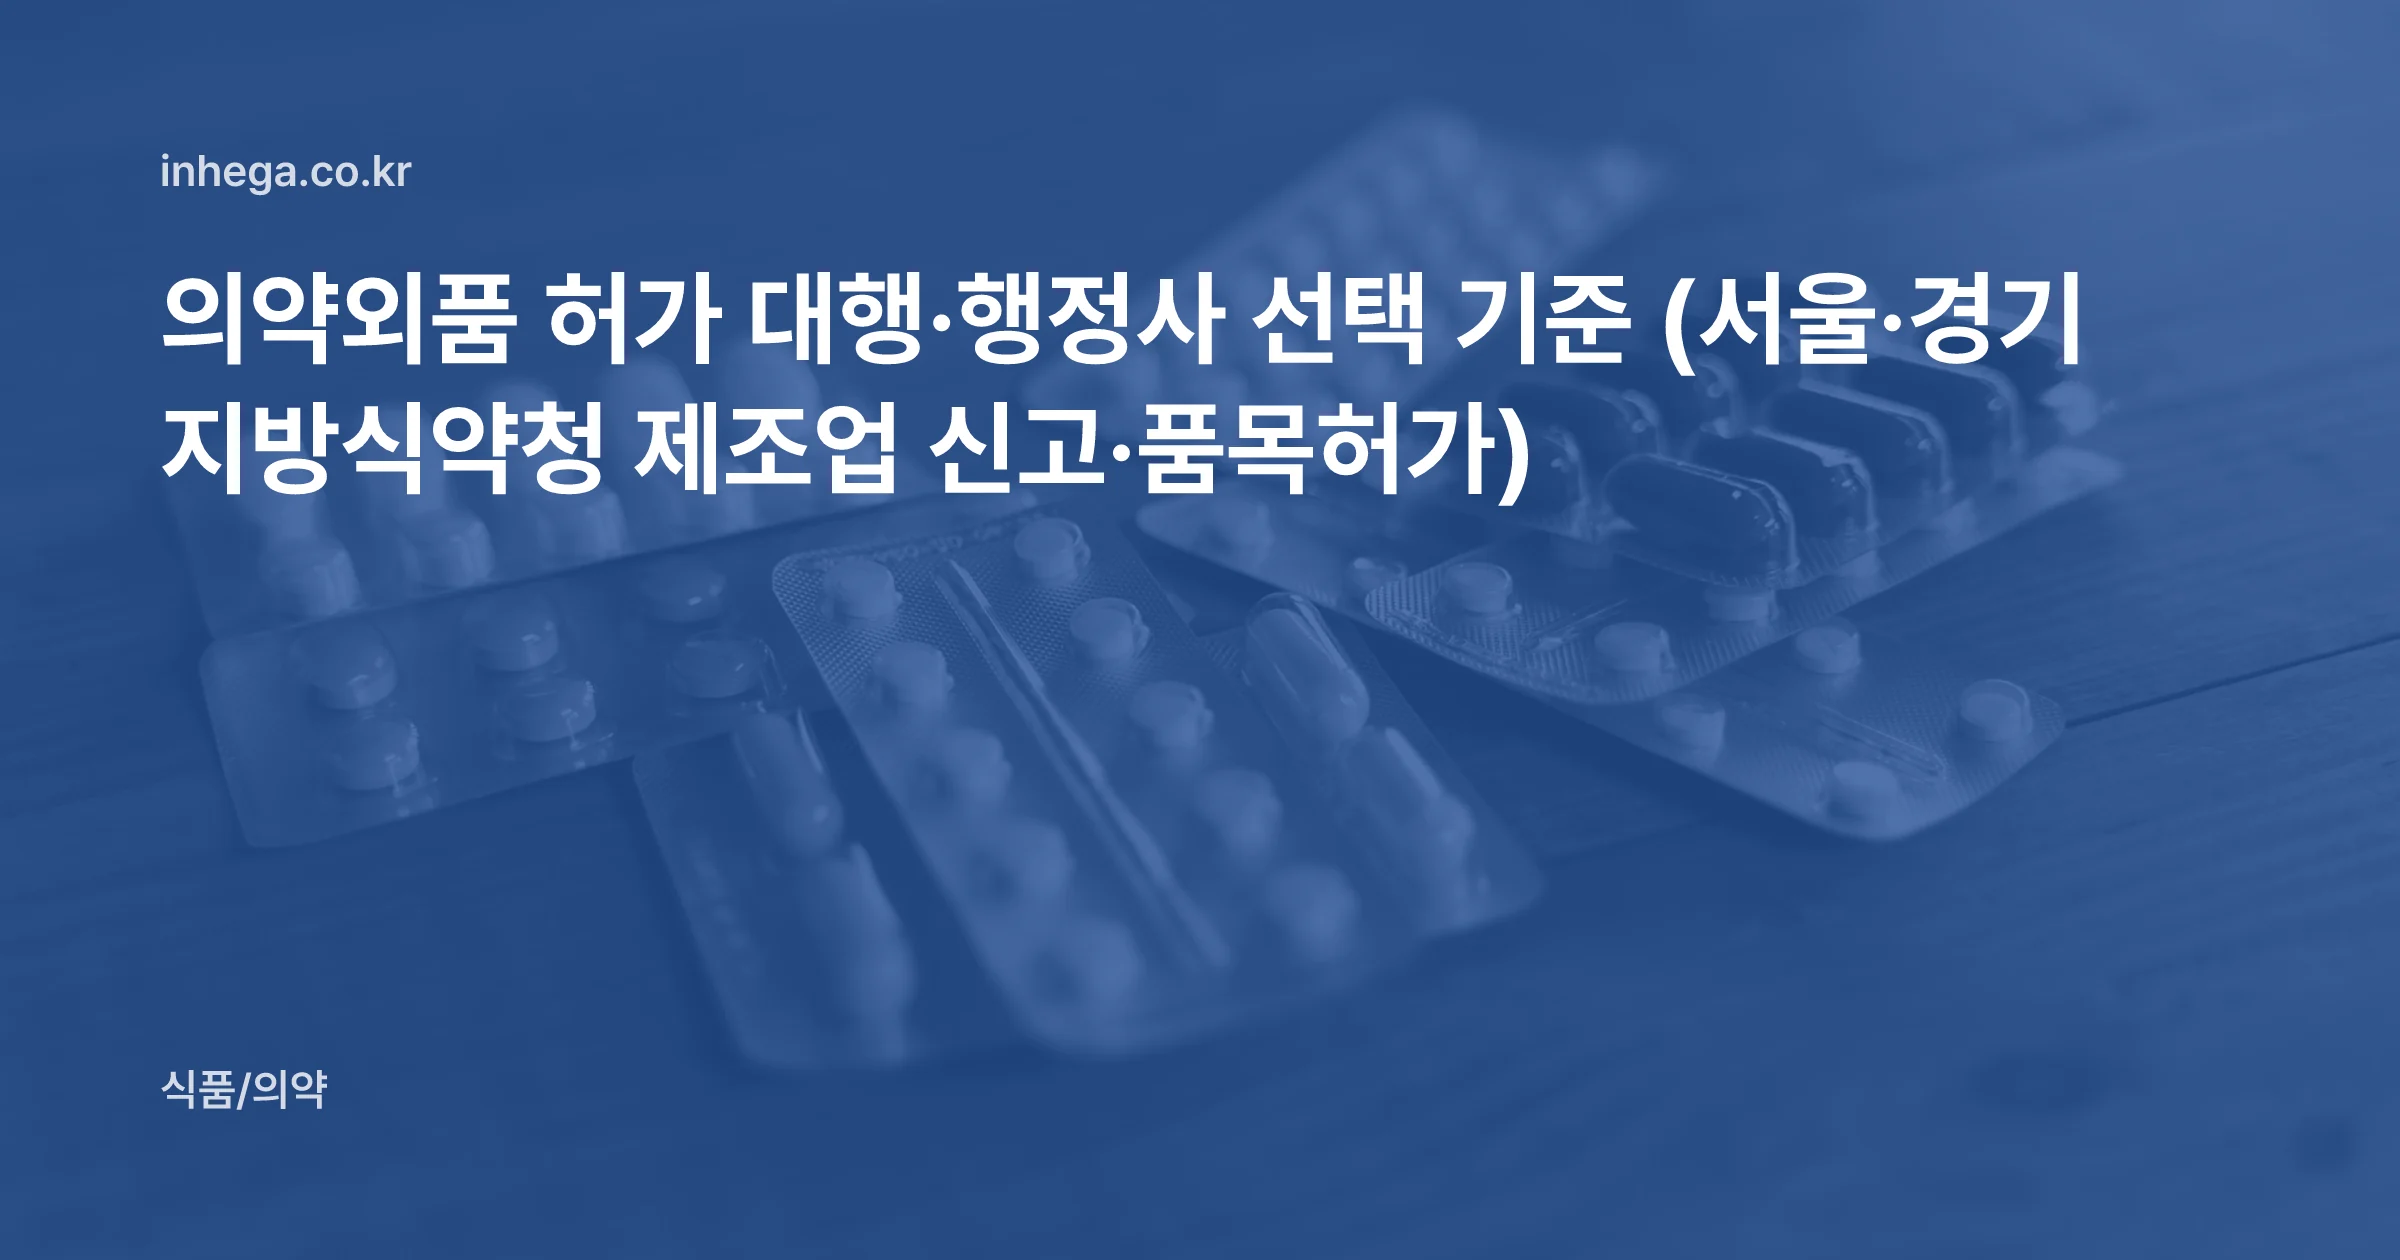 inhega.co.kr
의약외품 허가 대행·행정사 선택 기준 (서울·경기
지방식약청 제조업 신고·품목허가)
식품/의약